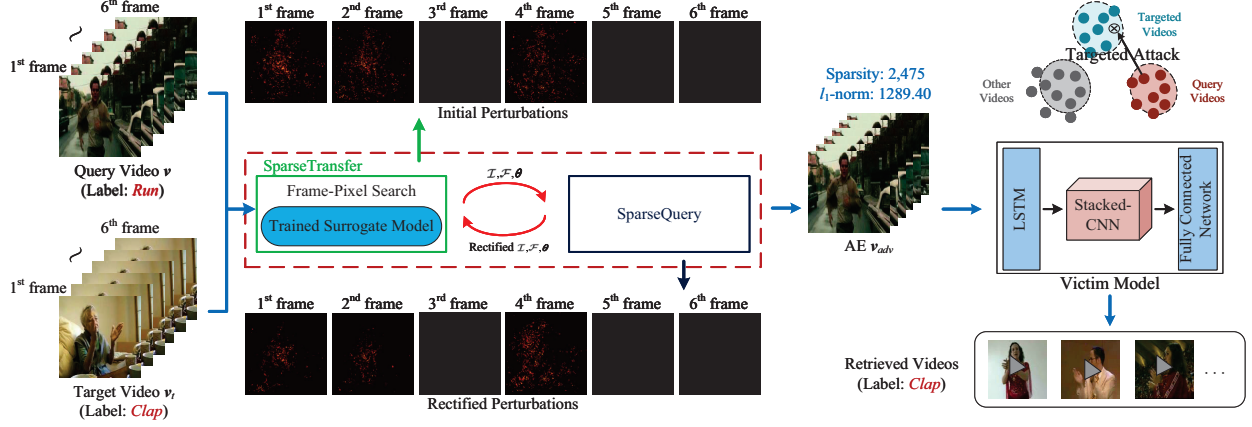 6th frame
1st frame
Query Video v
(Label: Run)
6th frame
1st frame
Target Video vt
(Label: Clap)
1st frame 2nd frame 3rd frame 4th frame 5th frame 6th frame
Initial Perturbations
SparseTransfer
Frame-Pixel Search
Trained Surrogate Model
ℐ,ℱ,θ
Rectified ℐ,ℱ,θ
SparseQuery
1st frame 2nd frame 3rd frame 4th frame 5th frame 6th frame
Rectified Perturbations
Sparsity: 2,475
l1-norm: 1289.40
AE vadv
Targeted
Videos
Targeted Attack
Other
Videos
Query
Videos
LSTM
Stacked-
CNN
Fully Connected
Network
Victim Model
Retrieved Videos
(Label: Clap)
. . .